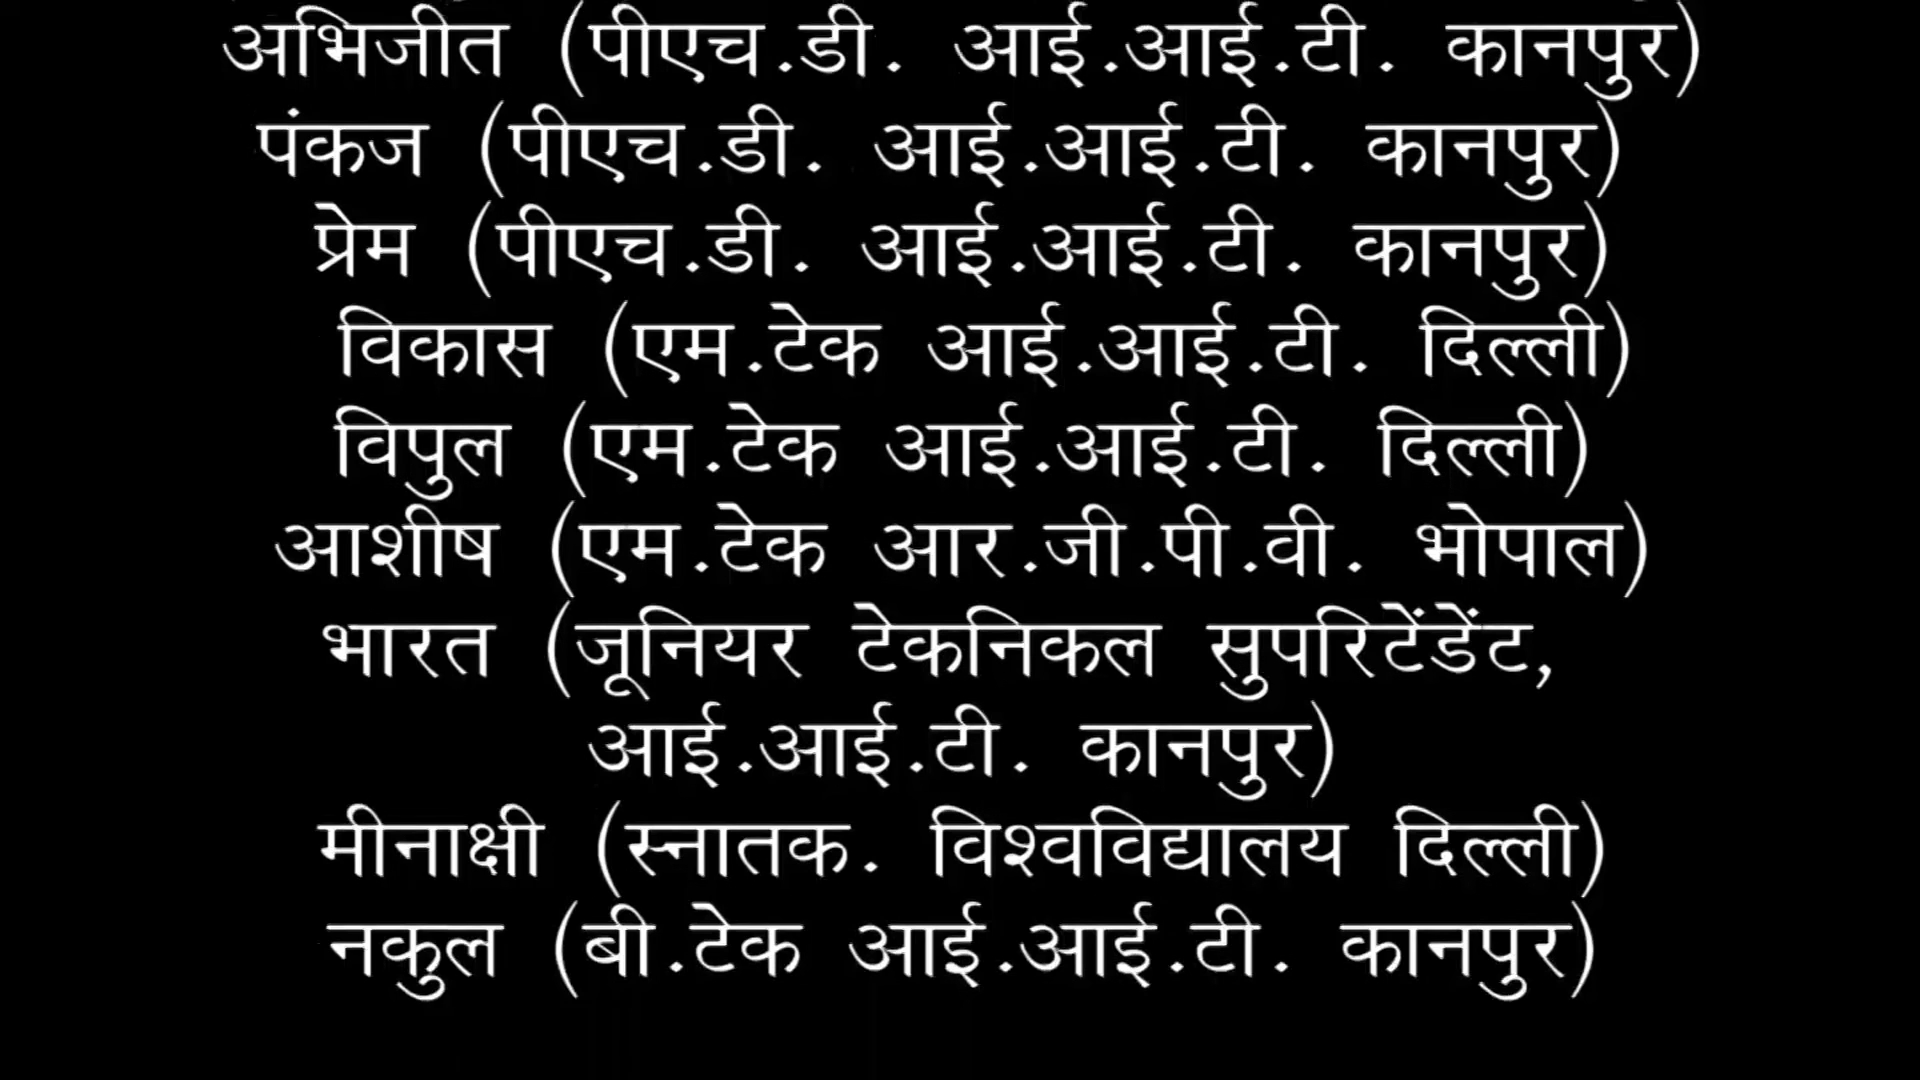 अभिजीत (पीएच.डी. आई.आई.टी. कानपुर)
पंकज (पीएच.डी. आई.आई.टी. कानपुर)
प्रेम (पीएच.डी. आई.आई.टी. कानपुर)
विकास (एम.टेक आई.आई.टी. दिल्ली)
विपुल (एम.टेक आई.आई.टी. दिल्ली)
आशीष (एम.टेक आर.जी.पी.वी. भोपाल)
भारत (जूनियर टेकनिकल सुपरिटेंडेंट,
आई.आई.टी. कानपुर)
मीनाक्षी (स्नातक. विश्वविद्यालय दिल्ली)
नकुल (बी.टेक आई.आई.टी. कानपुर)